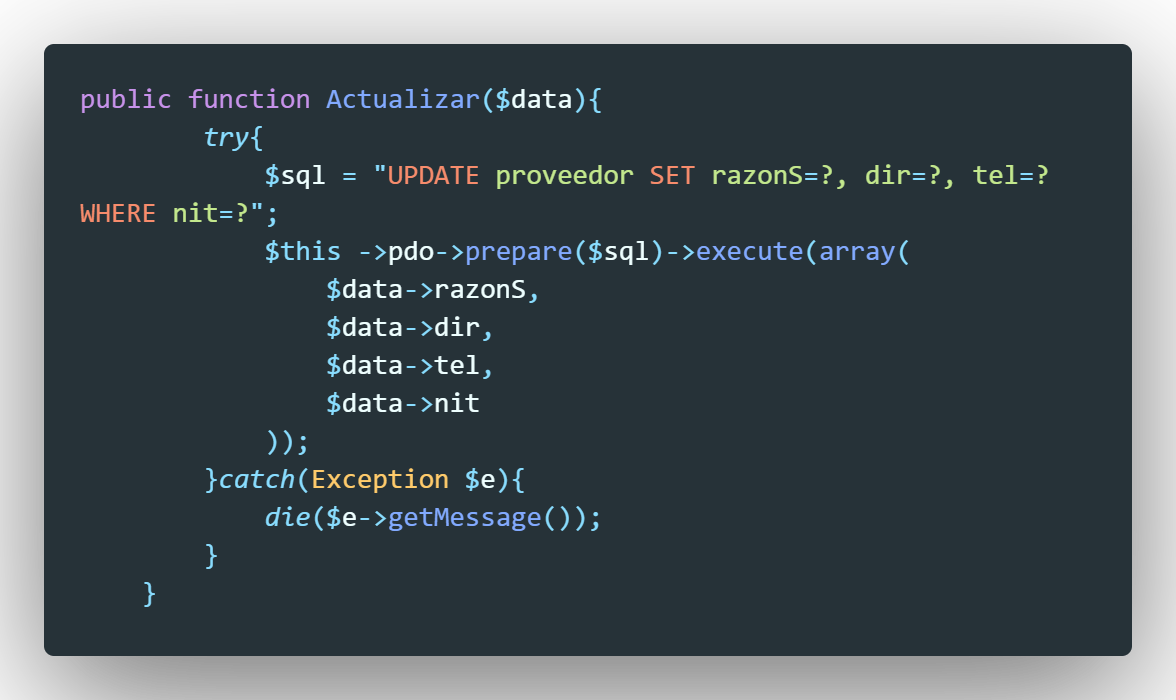 public function Actualizar($data){
        try{
            $sql = "UPDATE proveedor SET razonS=?, dir=?, tel=?
WHERE nit=?";
            $this ->pdo->prepare($sql)->execute(array(
                $data->razonS,
                $data->dir,
                $data->tel,
                $data->nit
            ));
        }catch(Exception $e){
            die($e->getMessage());
        }
    }